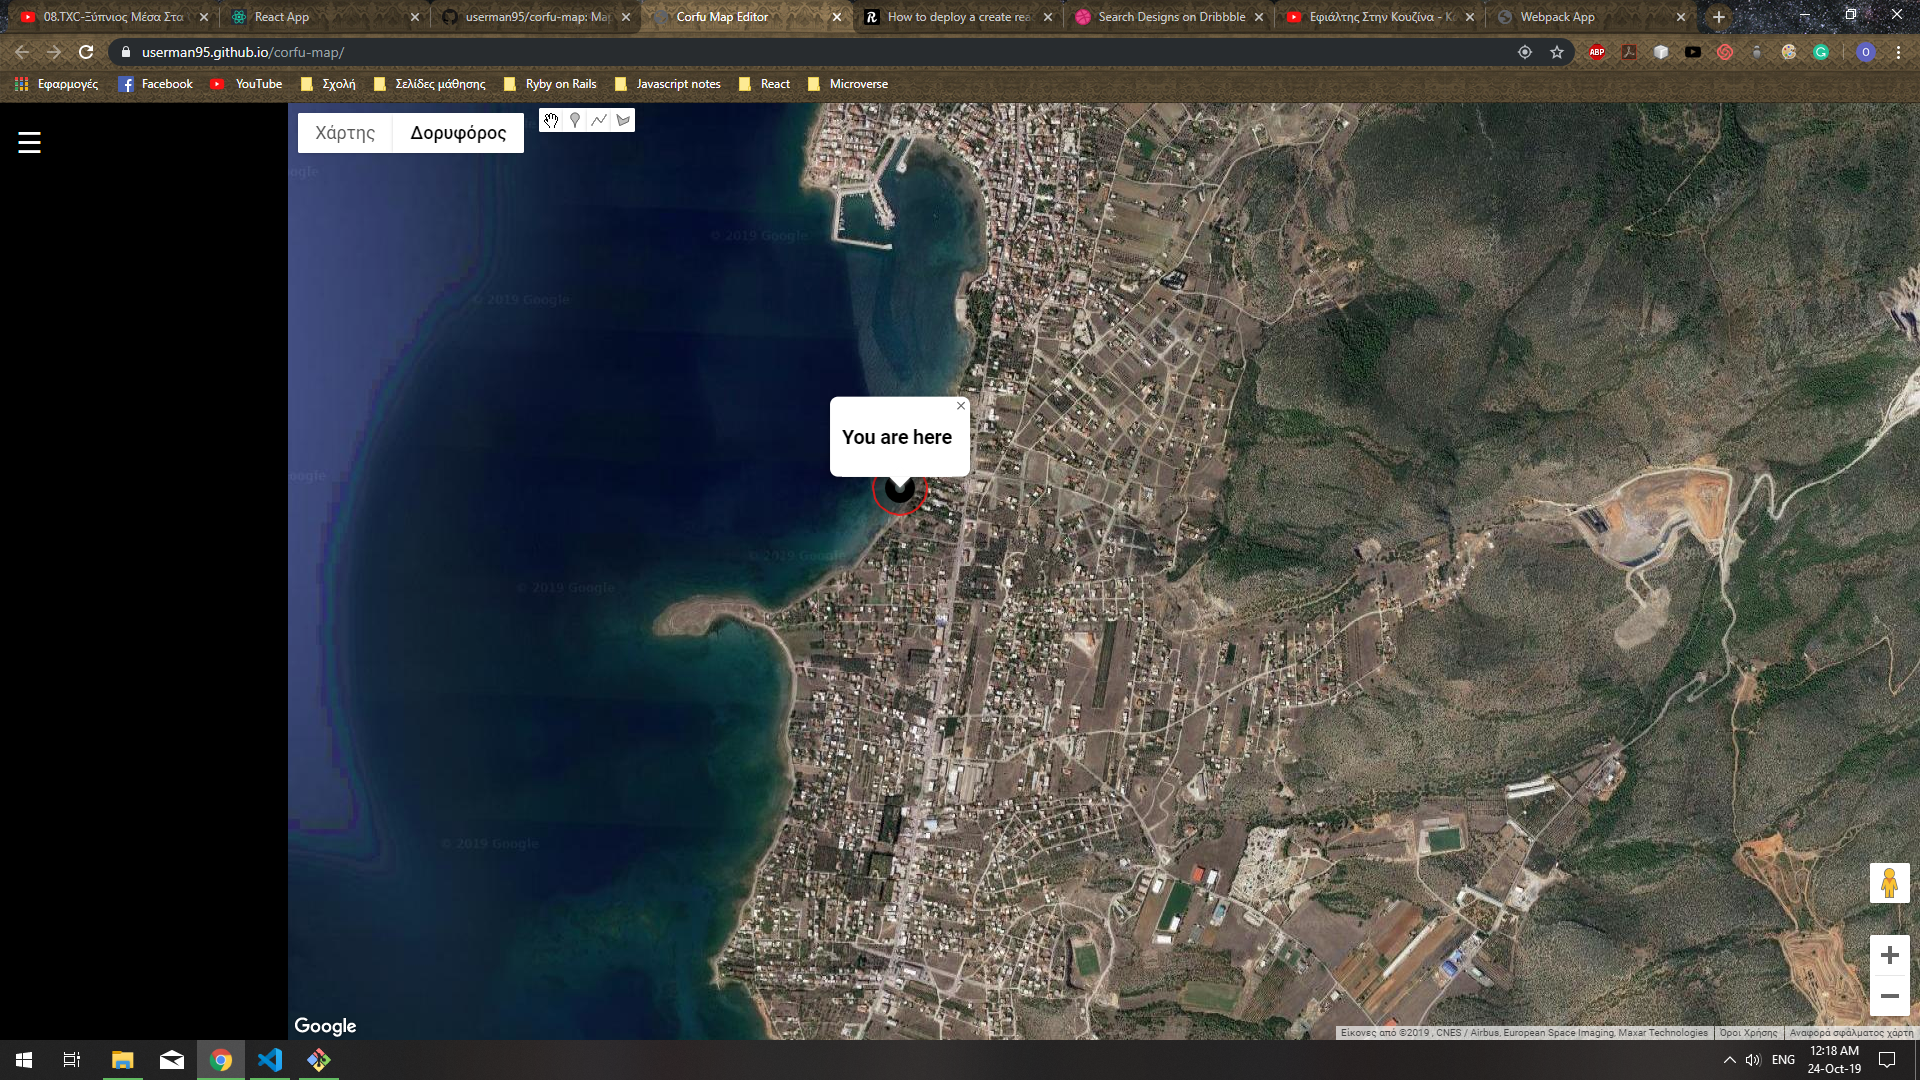 08.TXC-Ξύπνιος Μέσα Στα
React App
userman95/corfu-map: Ma
Corfu Map Editor
How to deploy a create rea
Search Designs on Dribbble
Εφιάλτης Στην Κουζίνα - Κ
Webpack App
userman95.github.io/corfu-map/
ABP
O
Εφαρμογές
Facebook
YouTube
Σχολή
Σελίδες μάθησης
Ryby on Rails
Javascript notes
React
Microverse
Χάρτης
Δορυφόρος
ogle
© 2019 Google
© 2019 Google
You are here
ogle
© 2019 Google
© 2019 Google
© 2019 Google
Google
Εικόνες από ©2019 , CNES / Airbus, European Space Imaging, Maxar Technologies
Όροι Χρήσης
Αναφορά σφάλματος χάρτη
ENG
12:18 AM
24-Oct-19